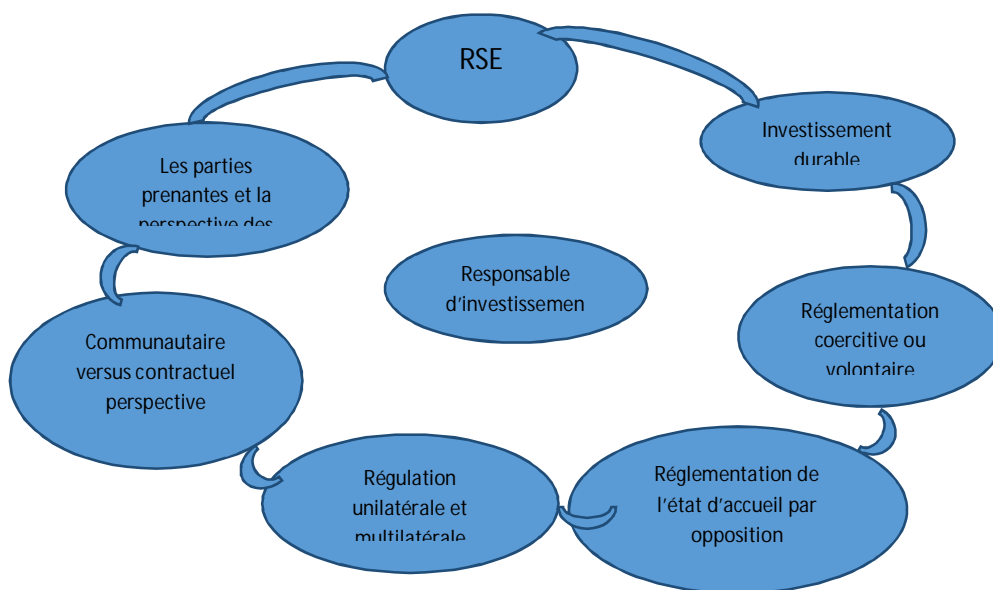 RSE
Investissement
durable
Les parties
prenantes et la
perspective des
Responsable
d'investissemen
Réglementation
coercitive ou
volontaire
Communautaire
versus contractuel
perspective
Régulation
unilatérale et
multilatérale
Réglementation de
l'état d'accueil par
opposition